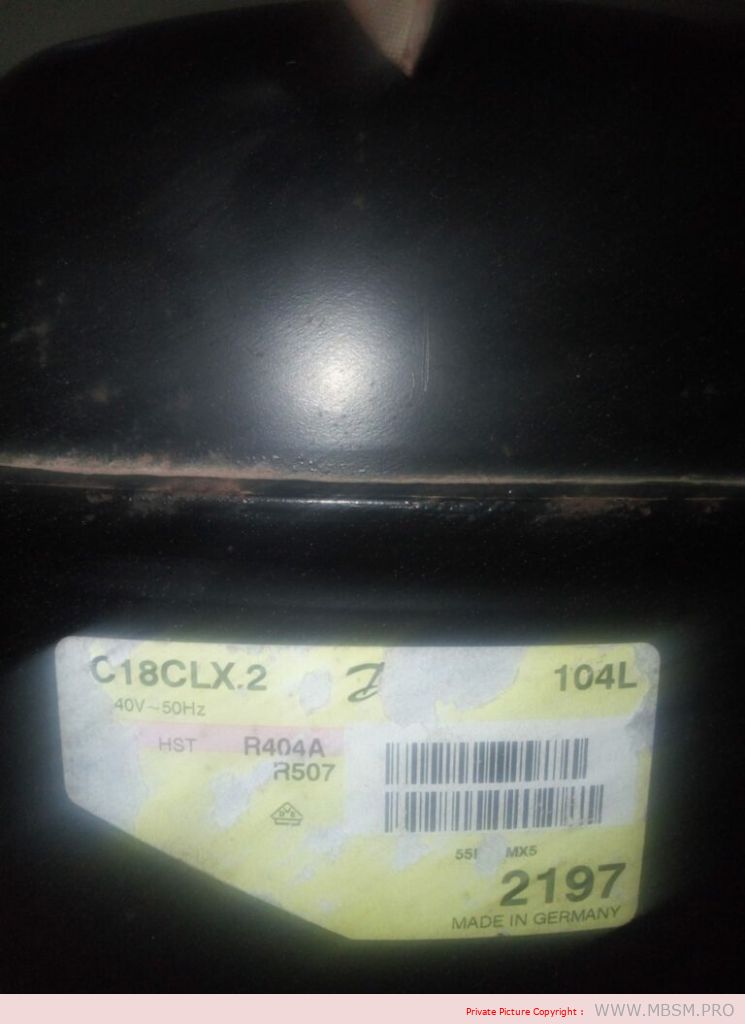 C18CLX.2 104L
40V~50Hz
HST R404A
R507
55I MX5
2197
MADE IN GERMANY
Private Picture Copyright : WWW.MBSM.PRO